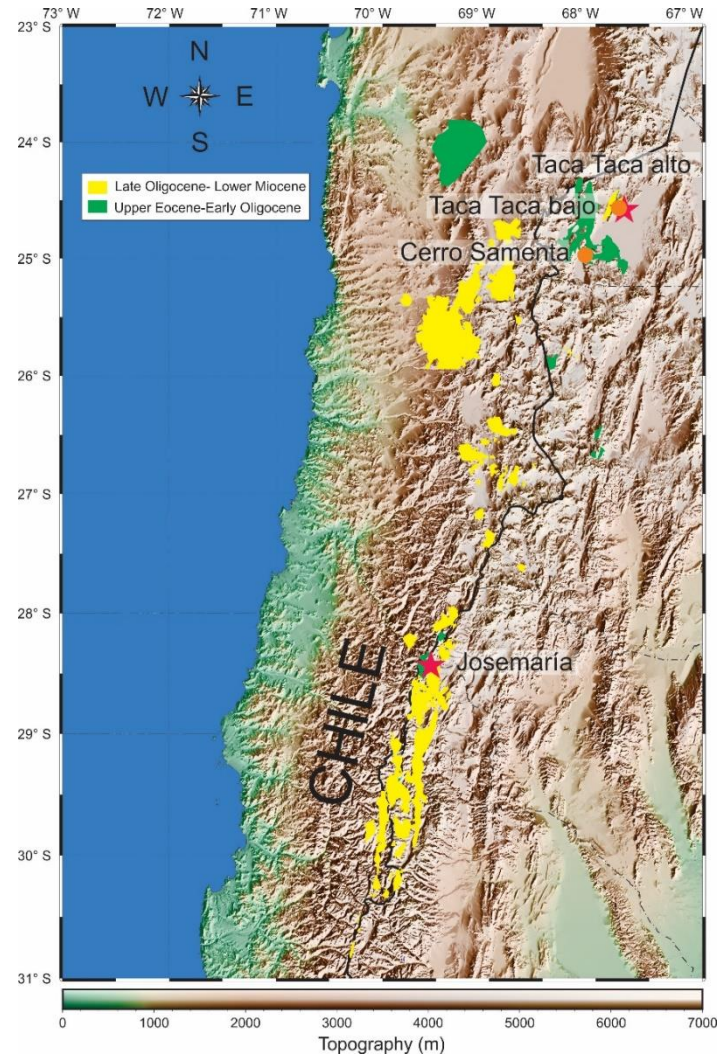 73° W
72° W
71° W
70° W
69° W
68° W
67° W
23° S
24° S
25° S
26° S
27° S
28° S
29° S
30° S
31° S
N
W
E
S
Late Oligocene- Lower Miocene
Upper Eocene-Early Oligocene
Taca Taca alto
Taca Taca bajo
Cerro Samenta
Josemaría
CHILE
0 1000 2000 3000 4000 5000 6000 7000
Topography (m)